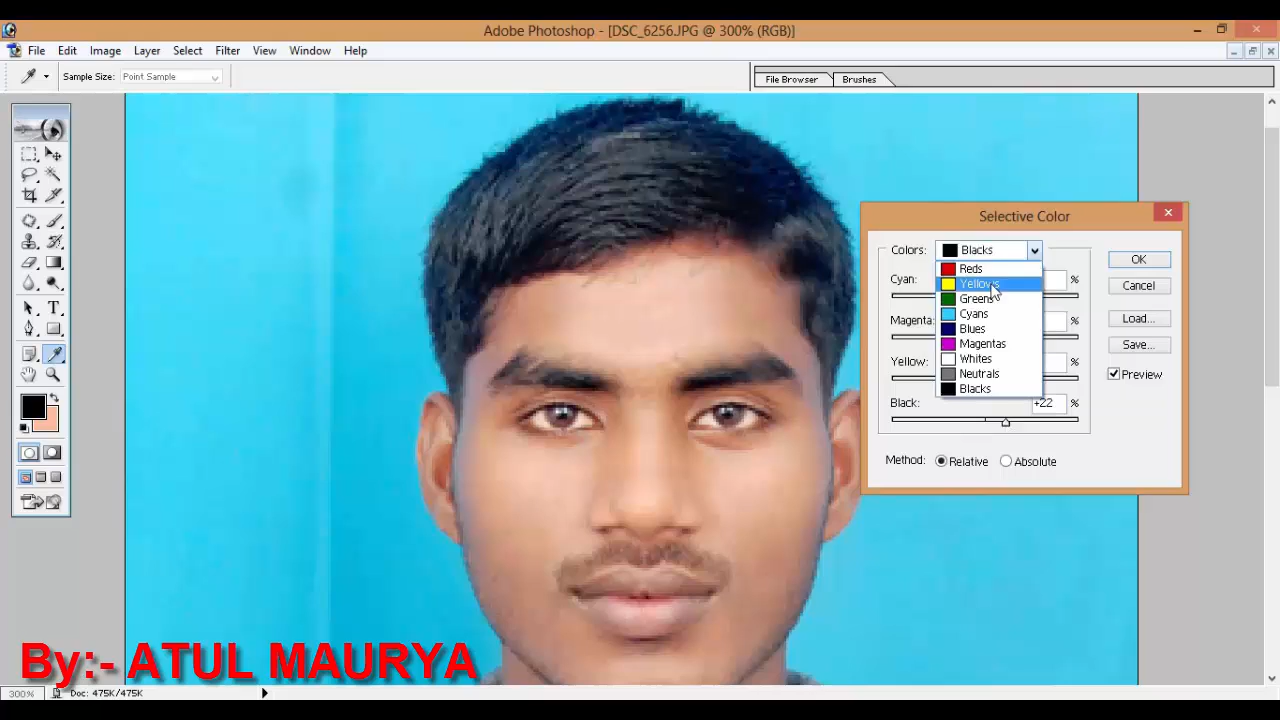 Adobe Photoshop - [DSC_6256.JPG @ 300% (RGB)]
File Edit Image Layer Select Filter View Window Help
Sample Size: Point Sample
File Browser Brushes
Selective Color
Colors: Blacks
OK
Reds
Yellows
Cyan: %
Cancel
Greens
Cyans
Magenta: %
Load...
Blues
Magentas
Save...
Whites
Yellow: %
Neutrals
Preview
Blacks
Black: +22 %
Method: Relative Absolute
T
By:- ATUL MAURYA
300% Doc: 475K/475K